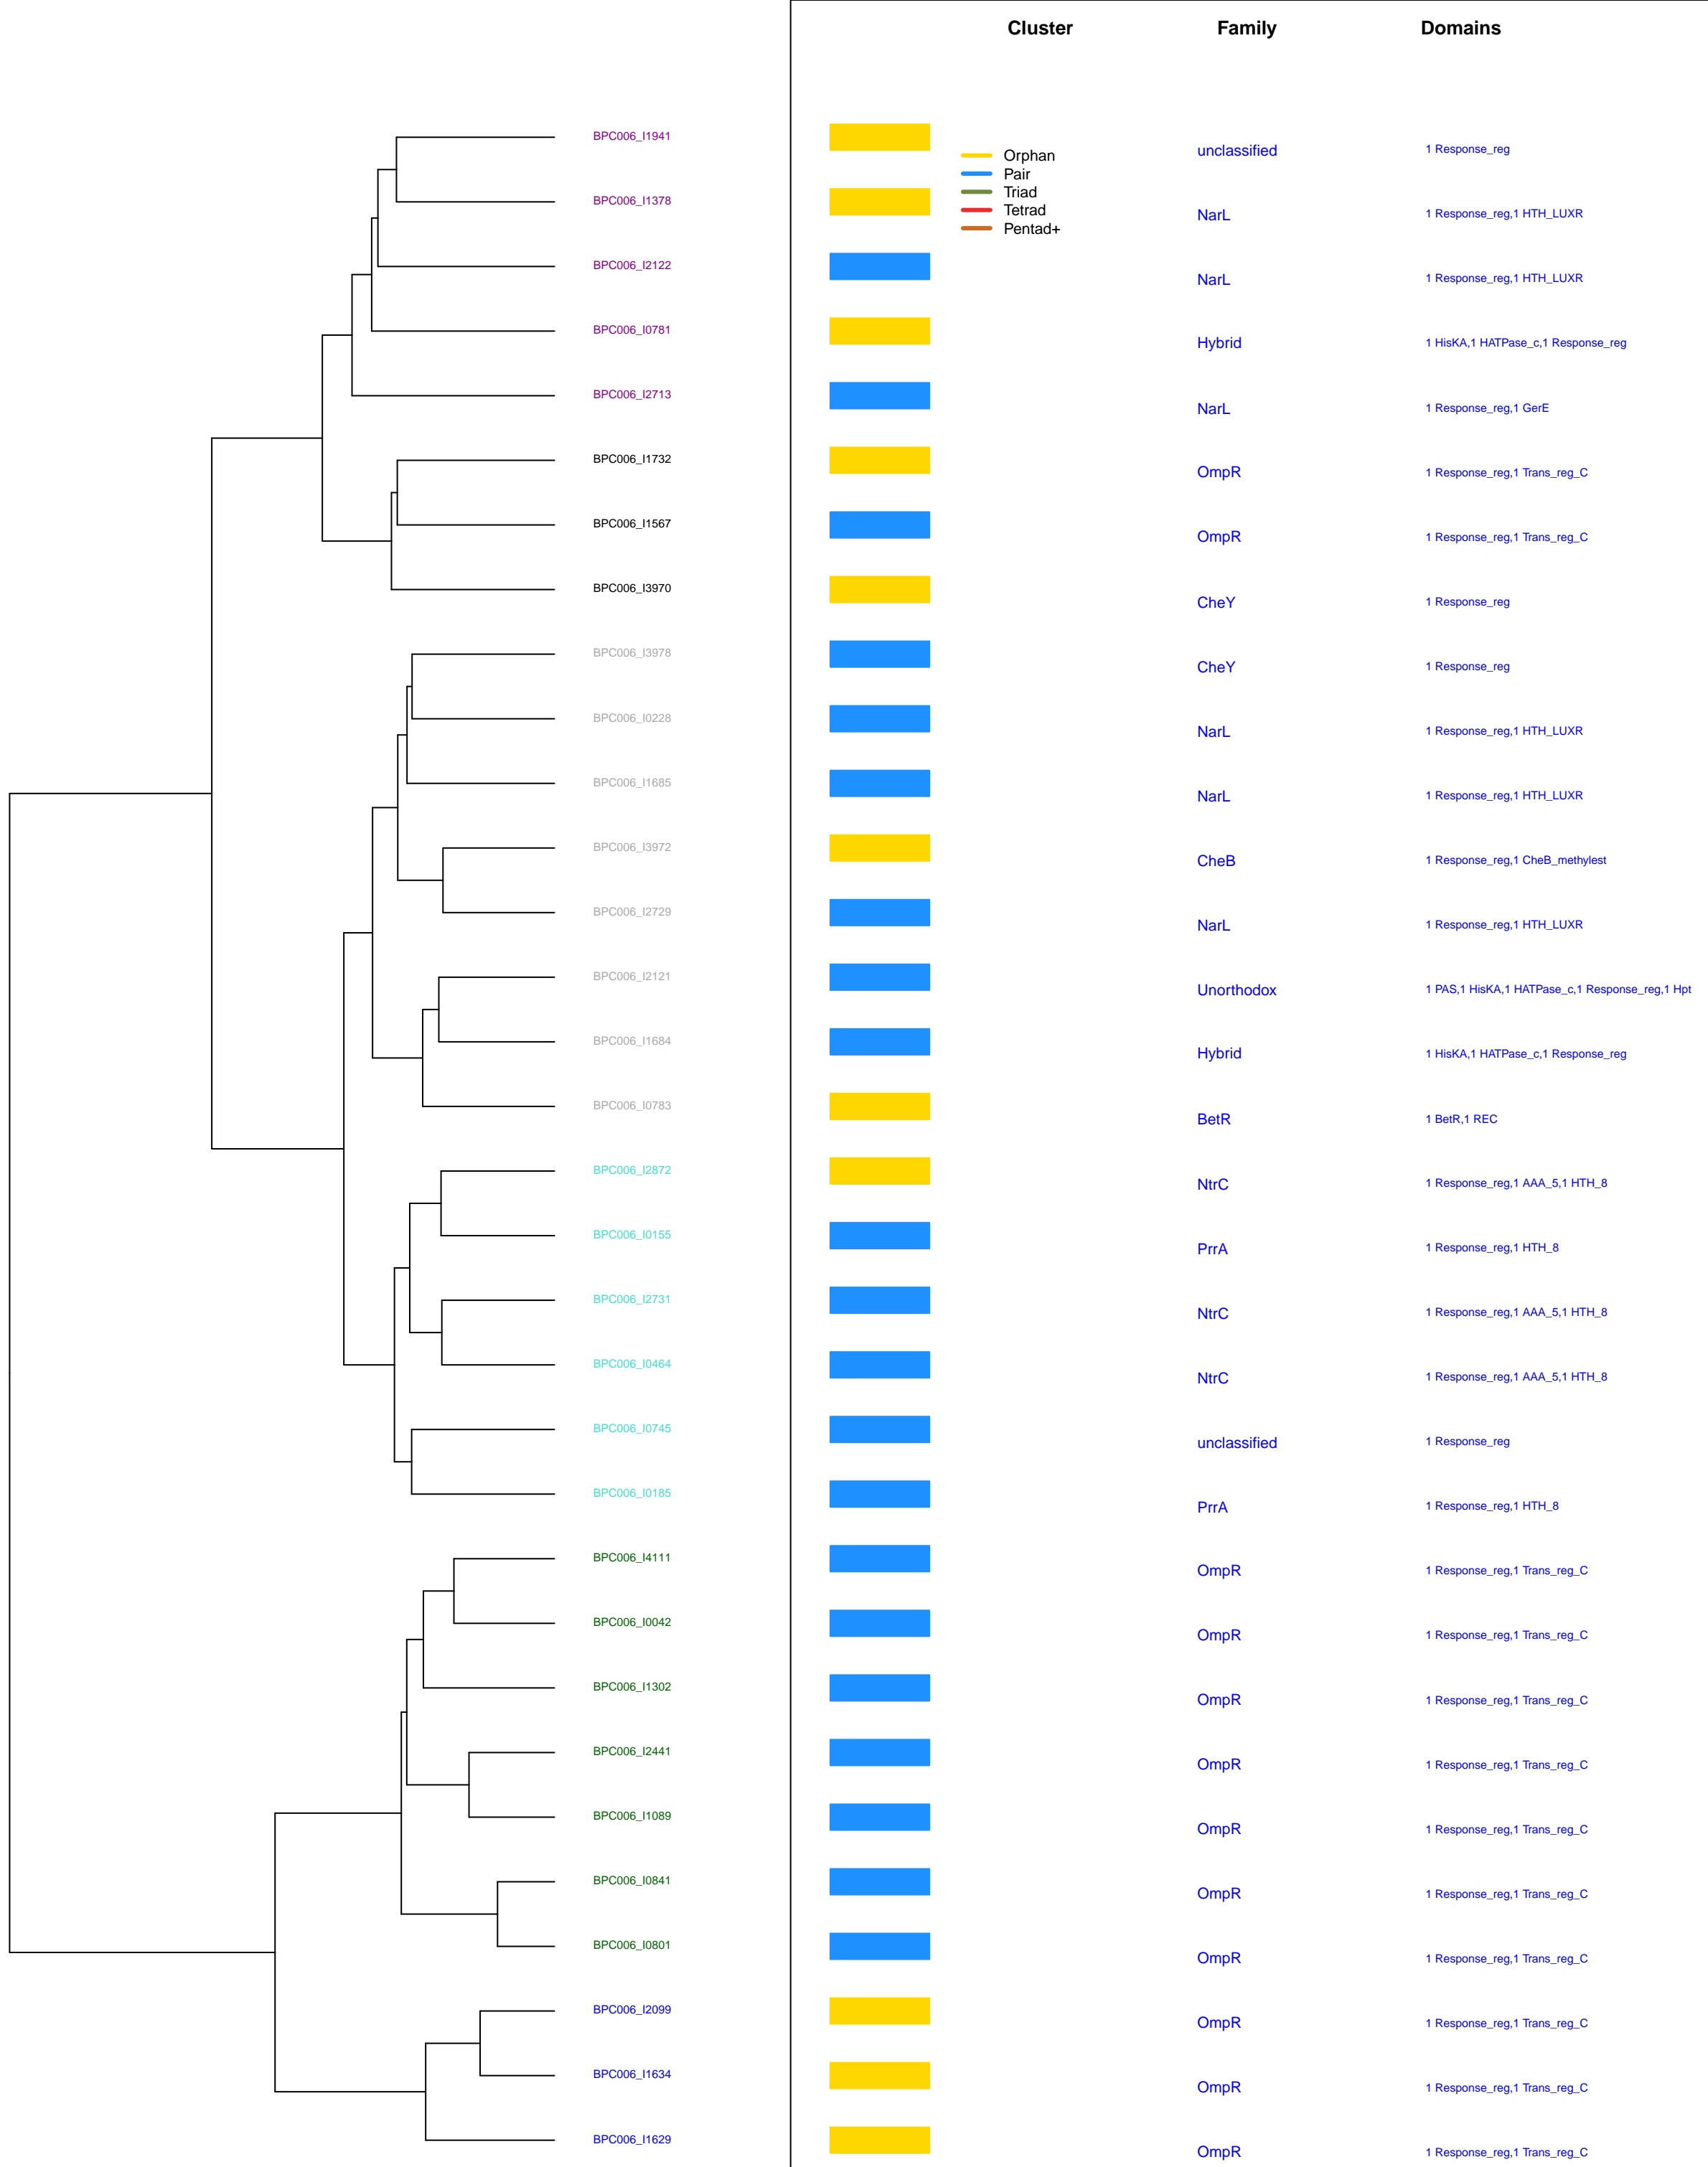 Cluster Family Domains
BPC006_I1941 unclassified 1 Response_reg
Orphan
Pair
Triad
Tetrad
Pentad+
BPC006_I1378 NarL 1 Response_reg,1 HTH_LUXR
BPC006_I2122 NarL 1 Response_reg,1 HTH_LUXR
BPC006_I0781 Hybrid 1 HisKA,1 HATPase_c,1 Response_reg
BPC006_I2713 NarL 1 Response_reg,1 GerE
BPC006_I1732 OmpR 1 Response_reg,1 Trans_reg_C
BPC006_I1567 OmpR 1 Response_reg,1 Trans_reg_C
BPC006_I3970 CheY 1 Response_reg
BPC006_I3978 CheY 1 Response_reg
BPC006_I0228 NarL 1 Response_reg,1 HTH_LUXR
BPC006_I1685 NarL 1 Response_reg,1 HTH_LUXR
BPC006_I3972 CheB 1 Response_reg,1 CheB_methylest
BPC006_I2729 NarL 1 Response_reg,1 HTH_LUXR
BPC006_I2121 Unorthodox 1 PAS,1 HisKA,1 HATPase_c,1 Response_reg,1 Hpt
BPC006_I1684 Hybrid 1 HisKA,1 HATPase_c,1 Response_reg
BPC006_I0783 BetR 1 BetR,1 REC
BPC006_I2872 NtrC 1 Response_reg,1 AAA_5,1 HTH_8
BPC006_I0155 PrrA 1 Response_reg,1 HTH_8
BPC006_I2731 NtrC 1 Response_reg,1 AAA_5,1 HTH_8
BPC006_I0464 NtrC 1 Response_reg,1 AAA_5,1 HTH_8
BPC006_I0745 unclassified 1 Response_reg
BPC006_I0185 PrrA 1 Response_reg,1 HTH_8
BPC006_I4111 OmpR 1 Response_reg,1 Trans_reg_C
BPC006_I0042 OmpR 1 Response_reg,1 Trans_reg_C
BPC006_I1302 OmpR 1 Response_reg,1 Trans_reg_C
BPC006_I2441 OmpR 1 Response_reg,1 Trans_reg_C
BPC006_I1089 OmpR 1 Response_reg,1 Trans_reg_C
BPC006_I0841 OmpR 1 Response_reg,1 Trans_reg_C
BPC006_I0801 OmpR 1 Response_reg,1 Trans_reg_C
BPC006_I2099 OmpR 1 Response_reg,1 Trans_reg_C
BPC006_I1634 OmpR 1 Response_reg,1 Trans_reg_C
BPC006_I1629 OmpR 1 Response_reg,1 Trans_reg_C